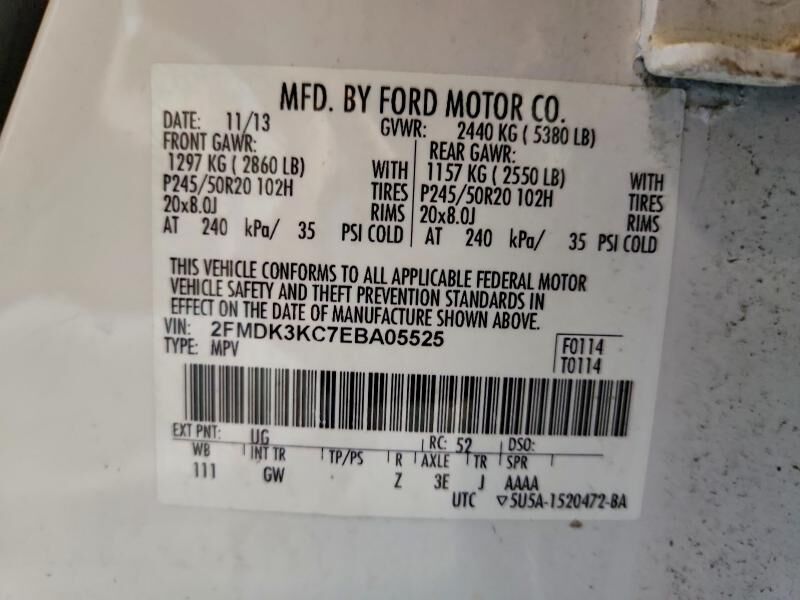 MFD. BY FORD MOTOR CO.
DATE: 11/13 GVWR: 2440 KG ( 5380 LB)
FRONT GAWR: REAR GAWR:
1297 KG ( 2860 LB) WITH 1157 KG ( 2550 LB) WITH
P245/50R20 102H TIRES P245/50R20 102H TIRES
20x8.0J RIMS 20x8.0J RIMS
AT 240 kPa/ 35 PSI COLD AT 240 kPa/ 35 PSI COLD
THIS VEHICLE CONFORMS TO ALL APPLICABLE FEDERAL MOTOR
VEHICLE SAFETY AND THEFT PREVENTION STANDARDS IN
EFFECT ON THE DATE OF MANUFACTURE SHOWN ABOVE.
VIN: 2FMDK3KC7EBA05525
TYPE: MPV F0114
T0114
EXT PNT: UG RC: 52 DSO:
WB INT TR TP/PS R AXLE TR SPR
111 GW Z 3E J AAAA
UTC ▽5U5A-1520472-BA